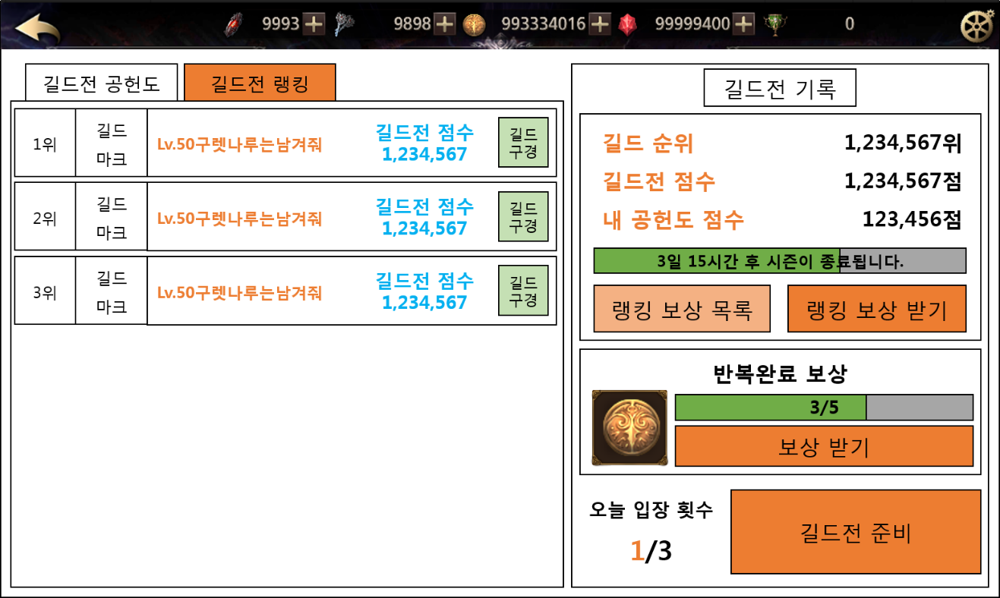 9993 9898 993334016 99999400 0
길드전 공헌도 길드전 랭킹
1위
길드
마크
Lv.50구렛나루는남겨줘
길드전 점수
1,234,567
길드
구경
2위
길드
마크
Lv.50구렛나루는남겨줘
길드전 점수
1,234,567
길드
구경
3위
길드
마크
Lv.50구렛나루는남겨줘
길드전 점수
1,234,567
길드
구경
길드전 기록
길드 순위 1,234,567위
길드전 점수 1,234,567점
내 공헌도 점수 123,456점
3일 15시간 후 시즌이 종료됩니다.
랭킹 보상 목록 랭킹 보상 받기
반복완료 보상
3/5
보상 받기
오늘 입장 횟수
1/3
길드전 준비